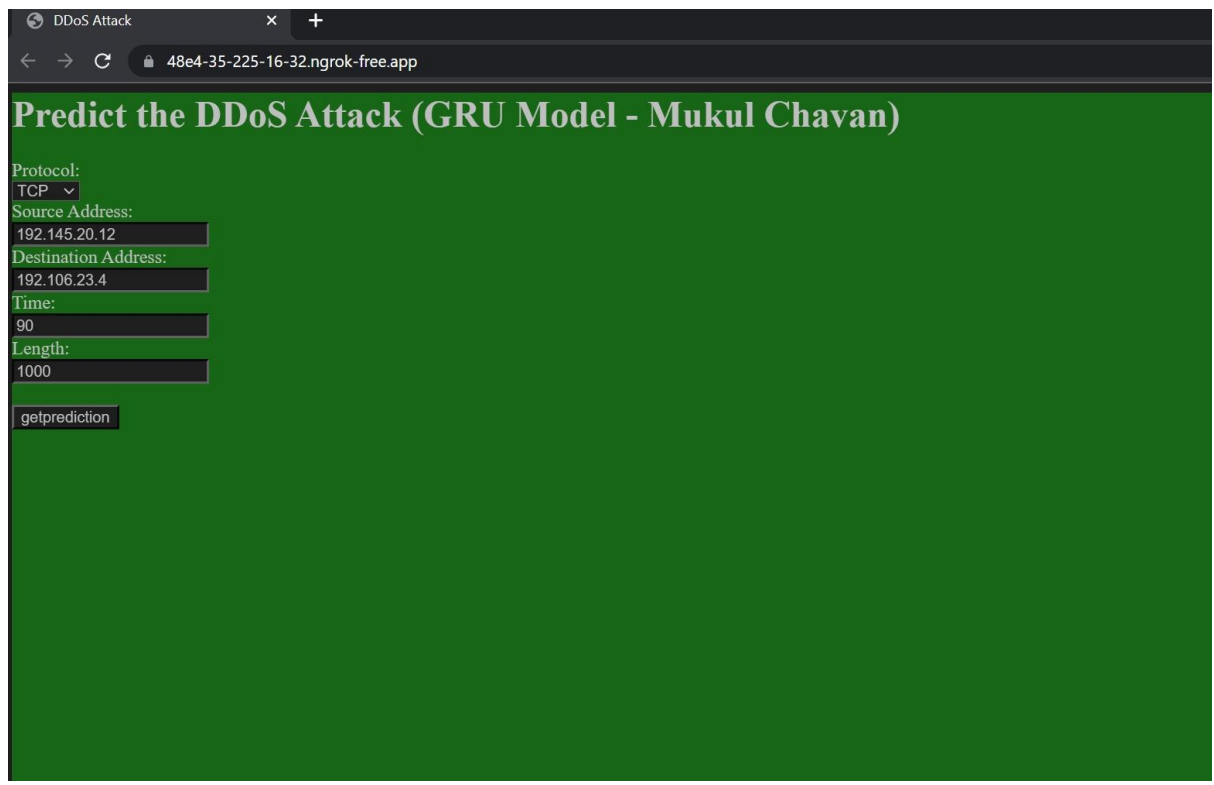 DDoS Attack
48e4-35-225-16-32.ngrok-free.app
Predict the DDoS Attack (GRU Model - Mukul Chavan)
Protocol:
TCP
Source Address:
192.145.20.12
Destination Address:
192.106.23.4
Time:
90
Length:
1000
getprediction